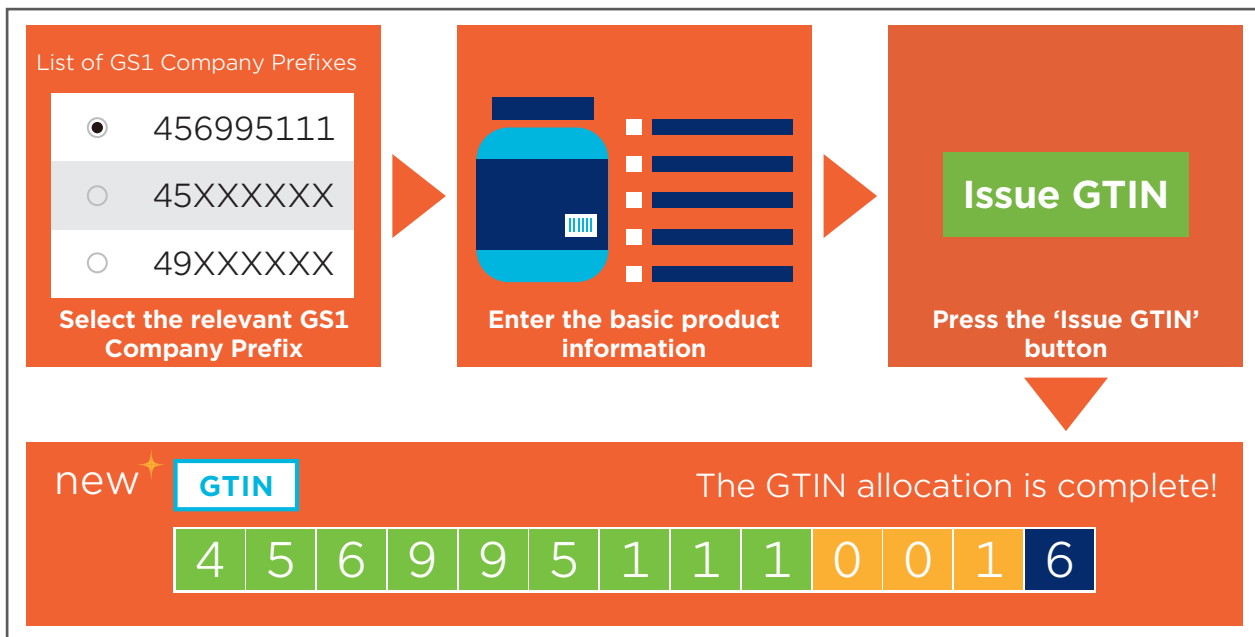 List of GS1 Company Prefixes
456995111
45XXXXXX
49XXXXXX
Select the relevant GS1
Company Prefix
Enter the basic product
information
Issue GTIN
Press the ‘Issue GTIN’
button
new
GTIN
The GTIN allocation is complete!
4 5 6 9 9 5 1 1 1 0 0 1 6